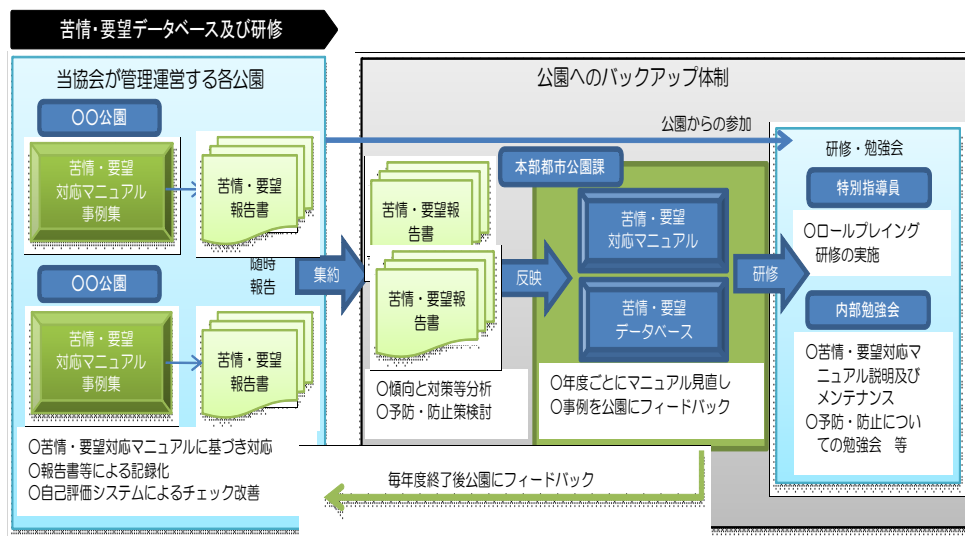 苦情・要望データベース及び研修
当協会が管理運営する各公園
〇〇公園
苦情・要望
対応マニュアル
事例集
苦情・要望
報告書
随時
報告
〇〇公園
苦情・要望
対応マニュアル
事例集
苦情・要望
報告書
〇苦情・要望対応マニュアルに基づき対応
〇報告書等による記録化
〇自己評価システムによるチェック改善
集約
公園へのバックアップ体制
公園からの参加
苦情・要望報
告書
苦情・要望報
告書
〇傾向と対策等分析
〇予防・防止策検討
反映
本部都市公園課
苦情・要望
対応マニュアル
苦情・要望
データベース
〇年度ごとにマニュアル見直し
〇事例を公園にフィードバック
研修
研修・勉強会
特別指導員
〇ロールプレイング
研修の実施
内部勉強会
〇苦情・要望対応マ
ニュアル説明及び
メンテナンス
〇予防・防止につい
ての勉強会　等
毎年度終了後公園にフィードバック